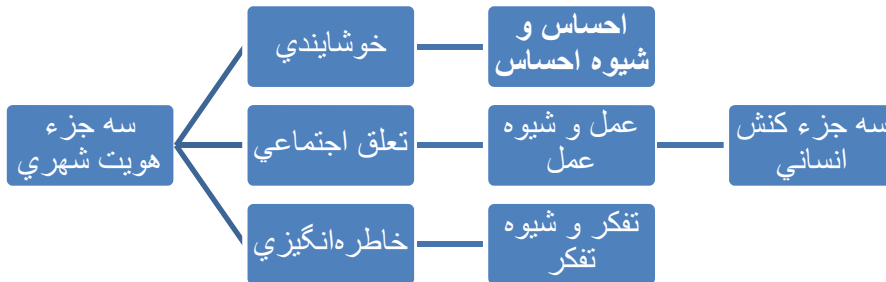 خوشايندي
احساس و
شيوه احساس
سه جزء
هويت شهري
تعلق اجتماعي
عمل و شيوه
عمل
سه جزء كنش
انساني
خاطره‌انگيزي
تفكر و شيوه
تفكر